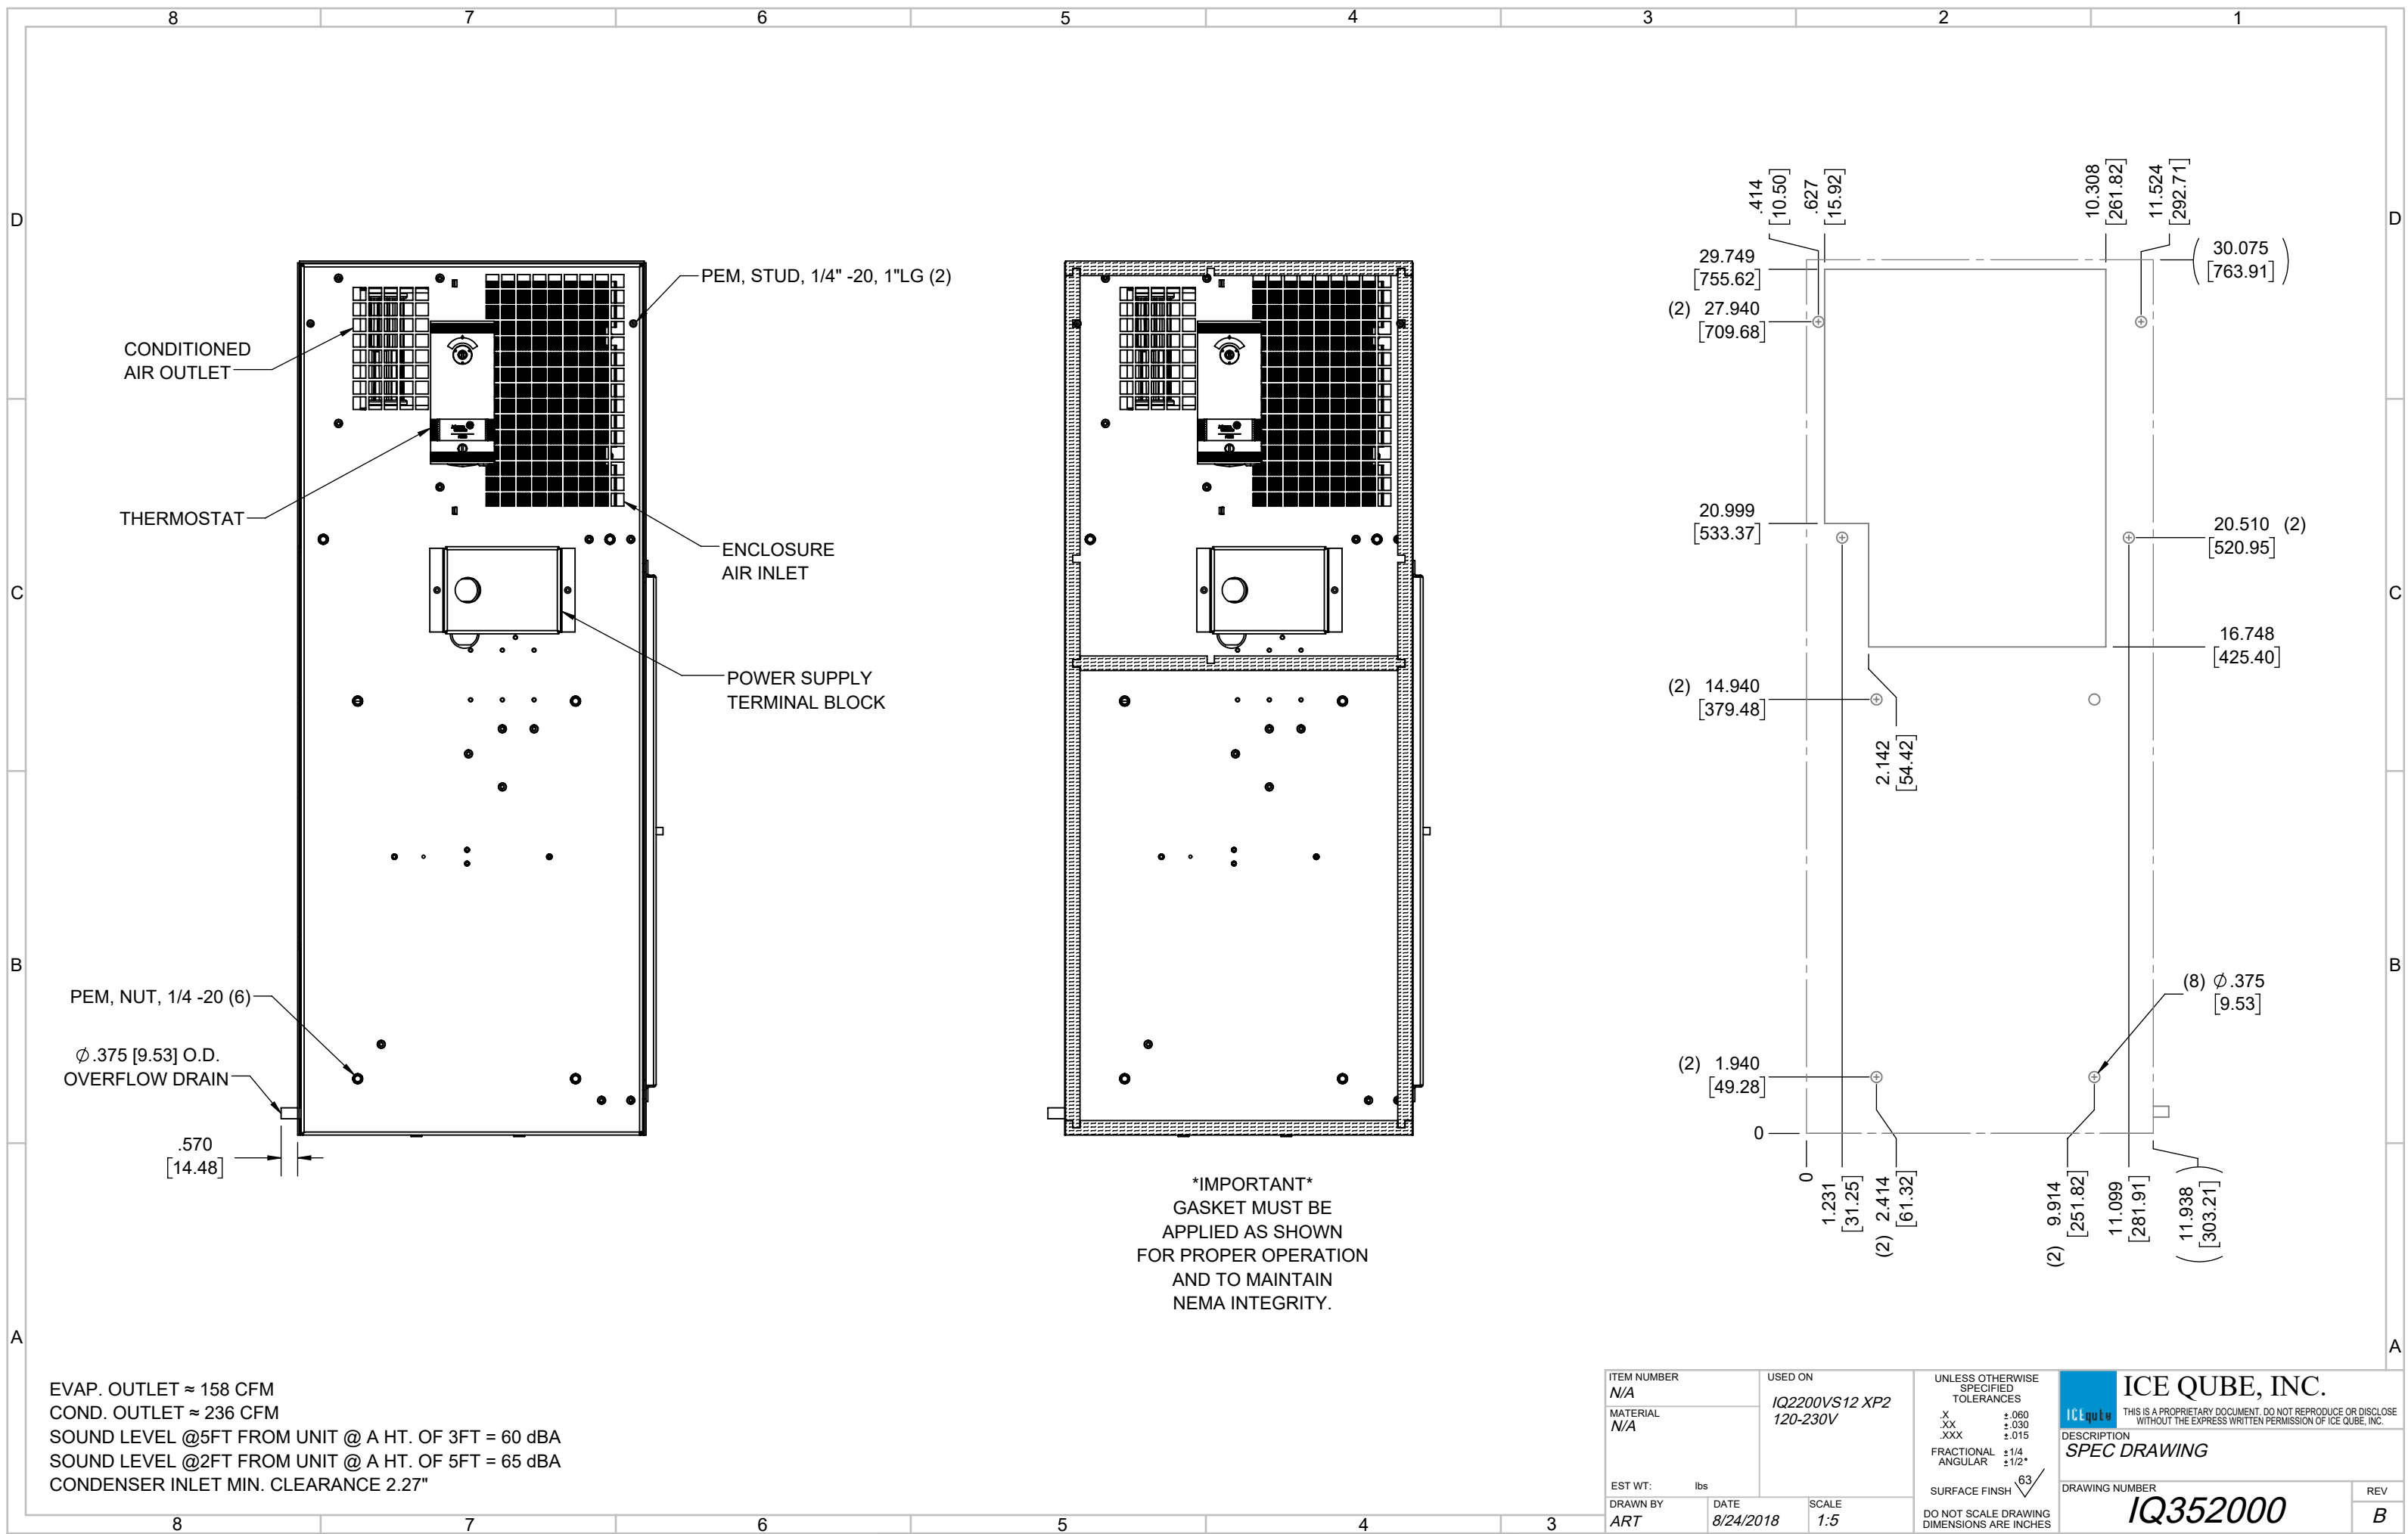 8 7 6 5 4 3 2 1
D
D
C
C
B
B
A
A
PEM, STUD, 1/4" -20, 1"LG (2)
CONDITIONED
AIR OUTLET
THERMOSTAT
ENCLOSURE
AIR INLET
POWER SUPPLY
TERMINAL BLOCK
PEM, NUT, 1/4 -20 (6)
Ø.375 [9.53] O.D.
OVERFLOW DRAIN
.570
[14.48]
*IMPORTANT*
GASKET MUST BE
APPLIED AS SHOWN
FOR PROPER OPERATION
AND TO MAINTAIN
NEMA INTEGRITY.
.414
[10.50]
.627
[15.92]
10.308
[261.82]
11.524
[292.71]
29.749
[755.62]
(30.075
[763.91])
(2) 27.940
[709.68]
20.999
[533.37]
20.510 (2)
[520.95]
16.748
[425.40]
(2) 14.940
[379.48]
2.142
[54.42]
(8) Ø.375
[9.53]
(2) 1.940
[49.28]
0
0
1.231
[31.25]
(2) 2.414
[61.32]
(2) 9.914
[251.82]
11.099
[281.91]
(11.938
[303.21])
EVAP. OUTLET ≈ 158 CFM
COND. OUTLET ≈ 236 CFM
SOUND LEVEL @5FT FROM UNIT @ A HT. OF 3FT = 60 dBA
SOUND LEVEL @2FT FROM UNIT @ A HT. OF 5FT = 65 dBA
CONDENSER INLET MIN. CLEARANCE 2.27"
ITEM NUMBER
N/A
MATERIAL
N/A
EST WT: lbs
DRAWN BY
ART
DATE
8/24/2018
SCALE
1:5
USED ON
IQ2200VS12 XP2
120-230V
UNLESS OTHERWISE
SPECIFIED
TOLERANCES
.X ±.060
.XX ±.030
.XXX ±.015
FRACTIONAL ±1/4
ANGULAR ±1/2°
63
SURFACE FINSH
DO NOT SCALE DRAWING
DIMENSIONS ARE INCHES
ICEqube
ICE QUBE, INC.
THIS IS A PROPRIETARY DOCUMENT. DO NOT REPRODUCE OR DISCLOSE
WITHOUT THE EXPRESS WRITTEN PERMISSION OF ICE QUBE, INC.
DESCRIPTION
SPEC DRAWING
DRAWING NUMBER
IQ352000
REV
B
8 7 6 5 4 3